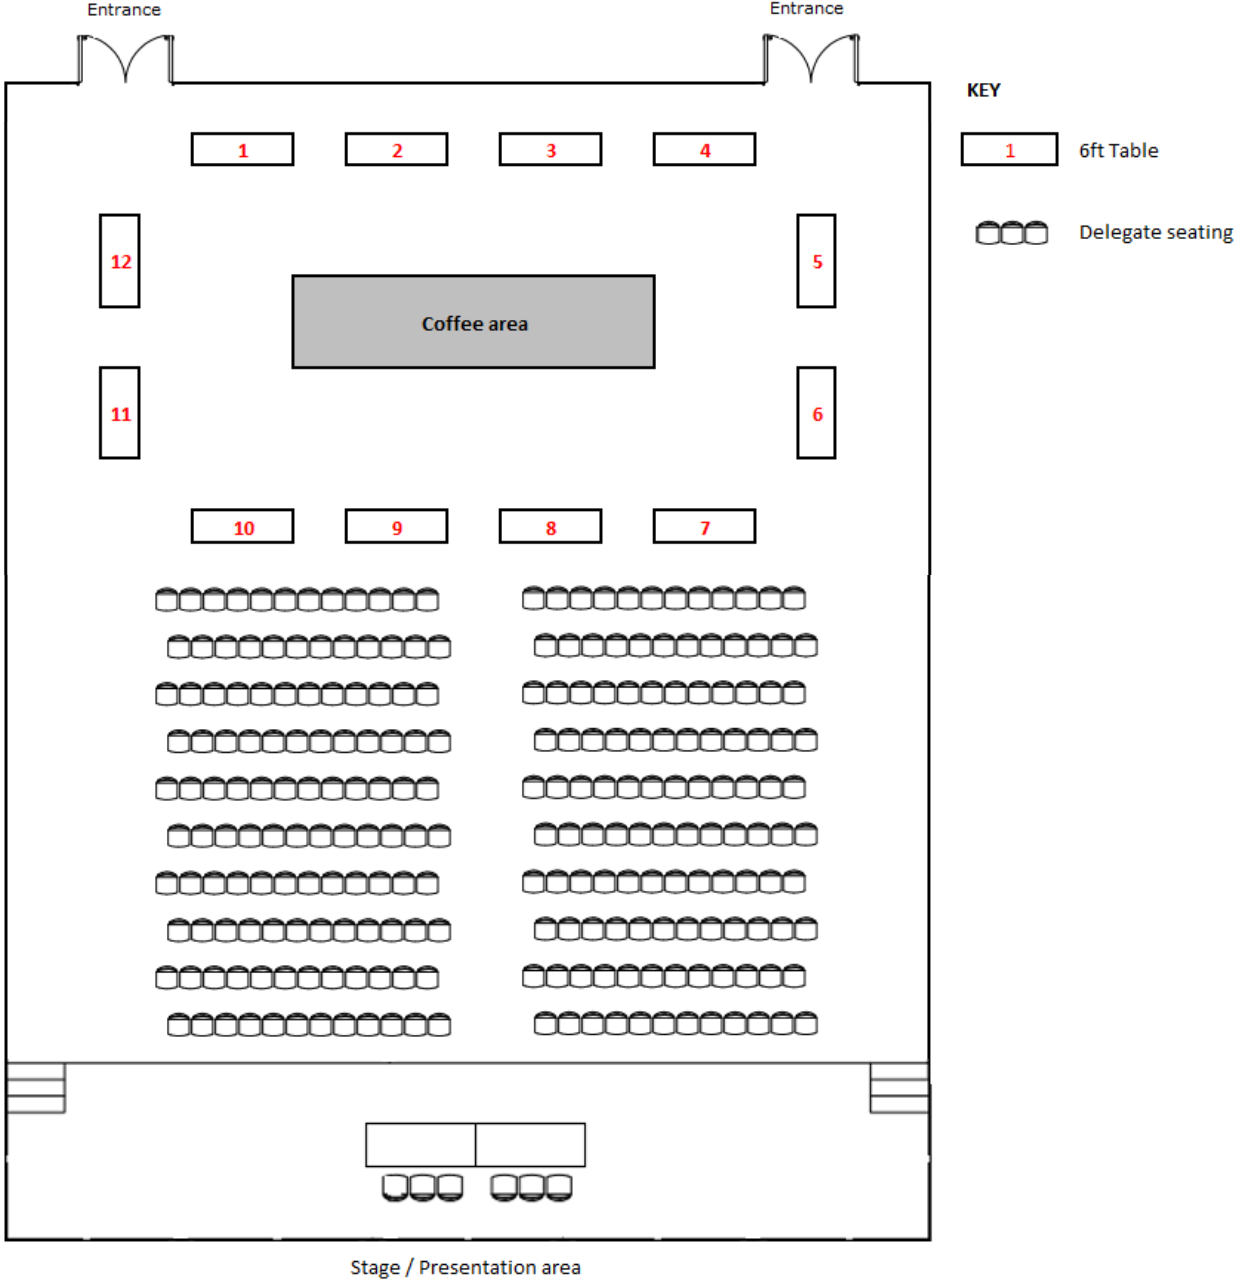 Entrance
Entrance
KEY
1 2 3 4
1 6ft Table
Delegate seating
12 5
Coffee area
11 6
10 9 8 7
Stage / Presentation area